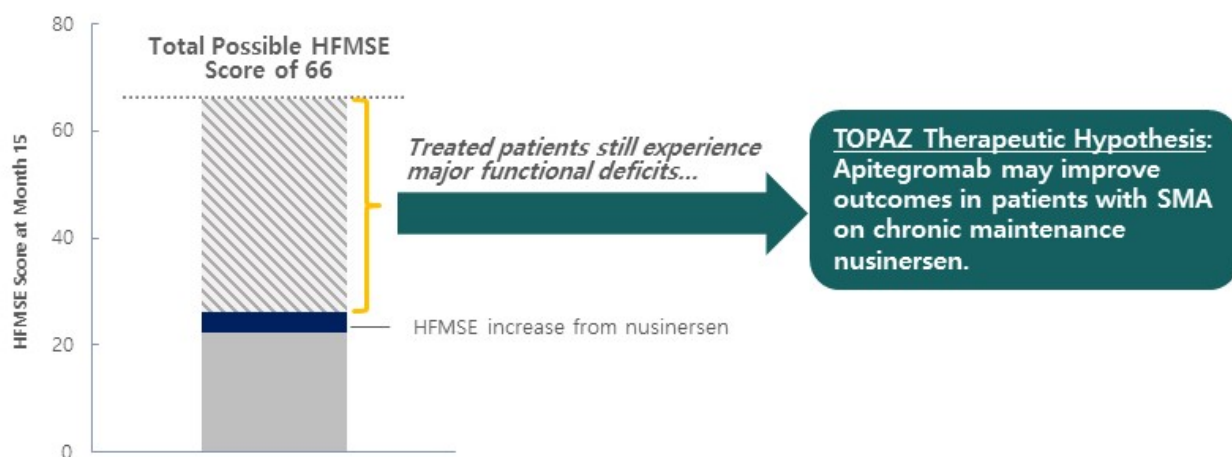 80
60
40
20
0
HFMSE Score at Month 15
Total Possible HFMSE
Score of 66
Treated patients still experience
major functional deficits...
HFMSE increase from nusinersen
TOPAZ Therapeutic Hypothesis:
Apitegromab may improve
outcomes in patients with SMA
on chronic maintenance
nusinersen.